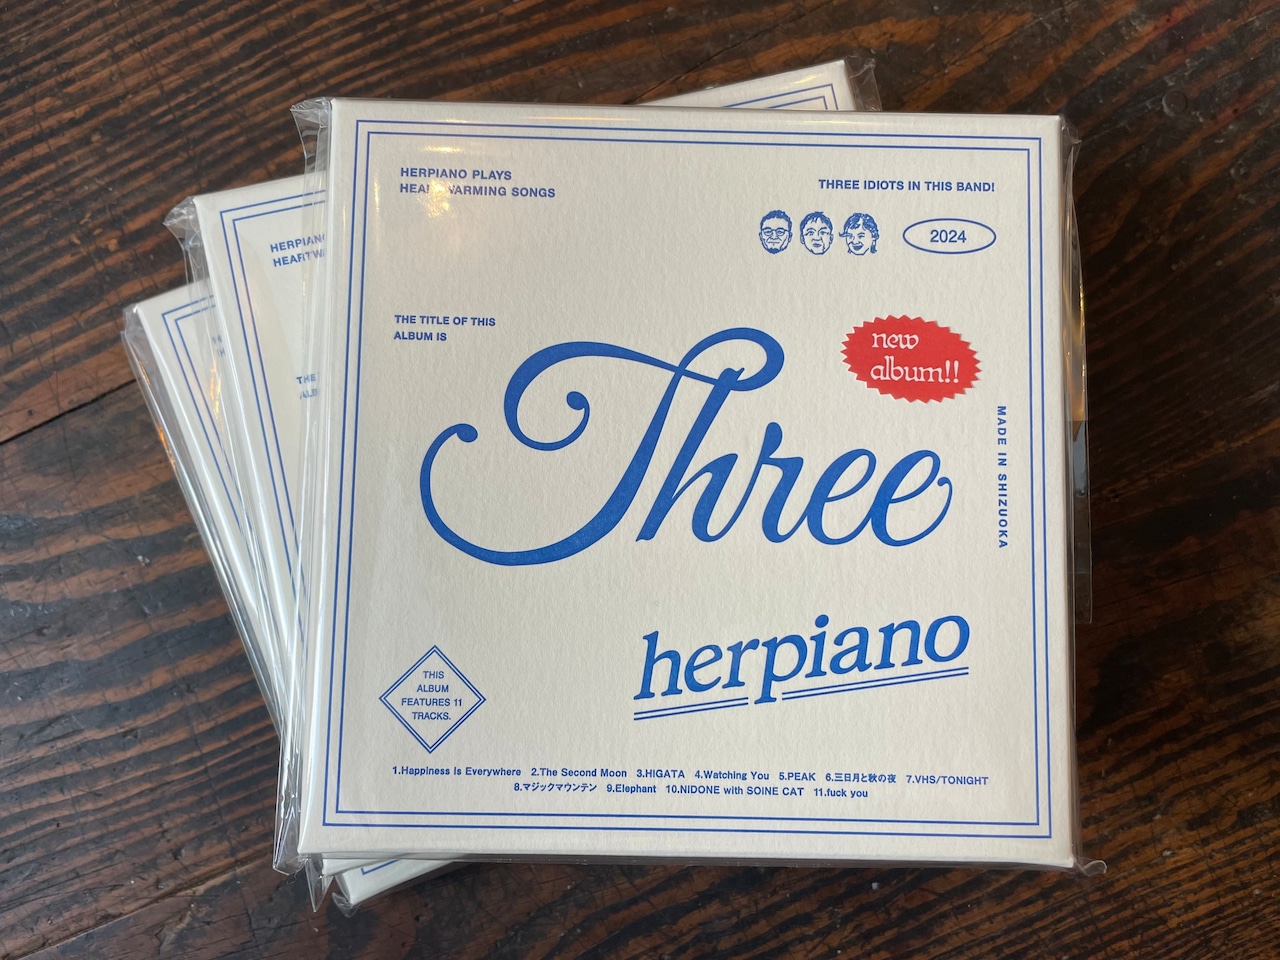 HERPIANO PLAYS
HEARTWARMING SONGS
THREE IDIOTS IN THIS BAND!
2024
THE TITLE OF THIS
ALBUM IS
Three
new
album!!
MADE IN SHIZUOKA
herpiano
THIS
ALBUM
FEATURES 11
TRACKS.
1.Happiness Is Everywhere 2.The Second Moon 3.HIGATA 4.Watching You 5.PEAK 6.三日月と秋の夜 7.VHS/TONIGHT
8.マジックマウンテン 9.Elephant 10.NIDONE with SOiNE CAT 11.fuck you
HERPIANO
HEARTW
THE